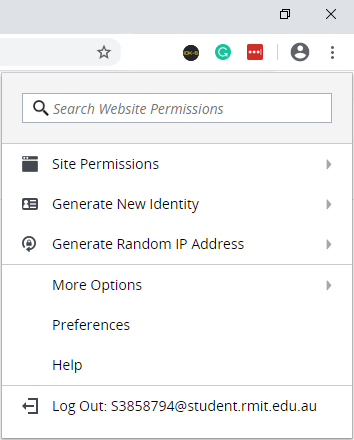 Search Website Permissions
Site Permissions
Generate New Identity
Generate Random IP Address
More Options
Preferences
Help
Log Out: S3858794@student.rmit.edu.au